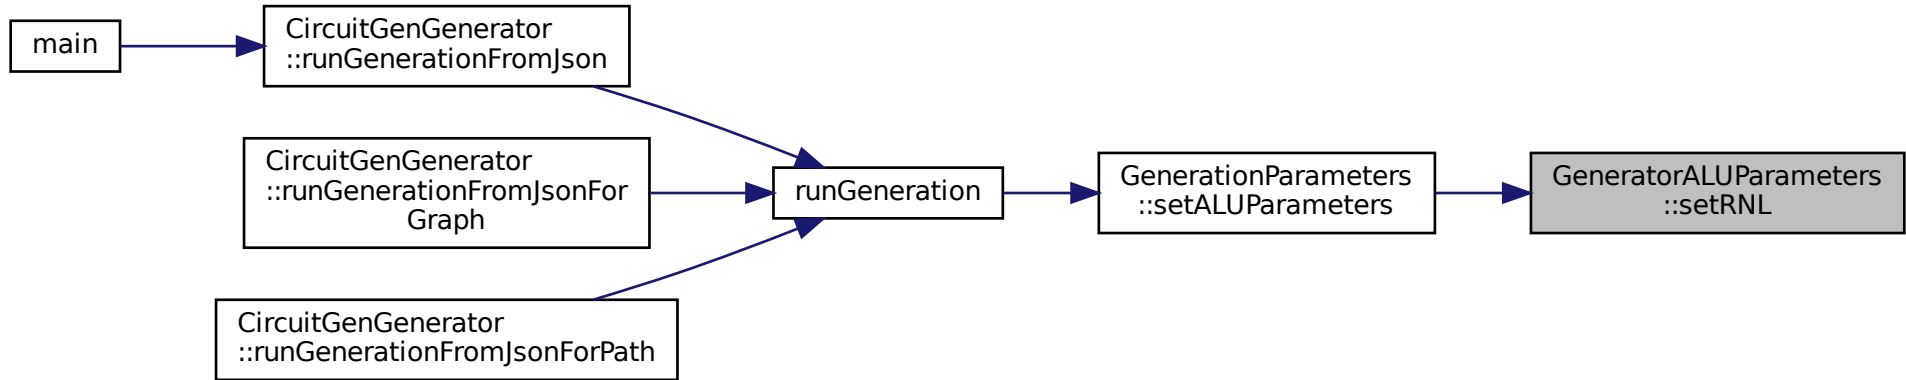 main
CircuitGenGenerator
::runGenerationFromJson
CircuitGenGenerator
::runGenerationFromJsonFor
Graph
CircuitGenGenerator
::runGenerationFromJsonForPath
runGeneration
GenerationParameters
::setALUParameters
GeneratorALUParameters
::setRNL